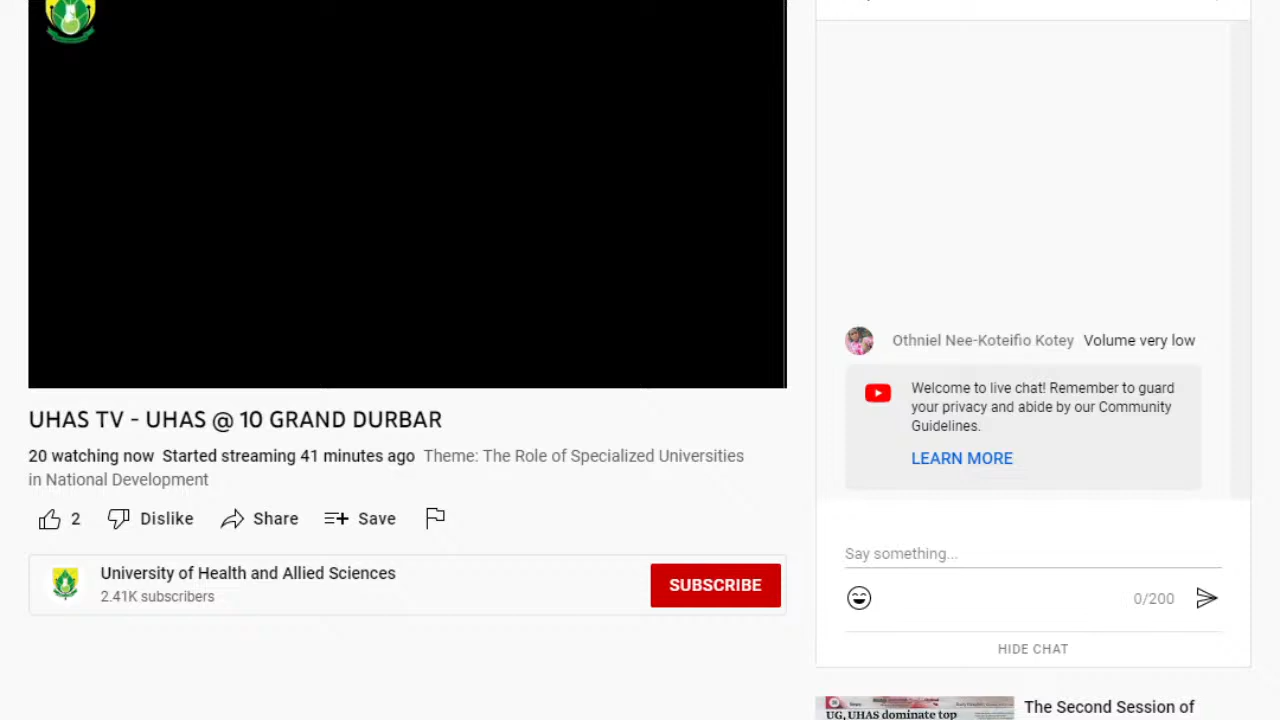 UHAS TV - UHAS @ 10 GRAND DURBAR
20 watching now Started streaming 41 minutes ago Theme: The Role of Specialized Universities
in National Development
2 Dislike Share Save
University of Health and Allied Sciences
2.41K subscribers
SUBSCRIBE
Othniel Nee-Koteifio Kotey Volume very low
Welcome to live chat! Remember to guard
your privacy and abide by our Community
Guidelines.
LEARN MORE
Say something...
0/200
HIDE CHAT
UG, UHAS dominate top
The Second Session of